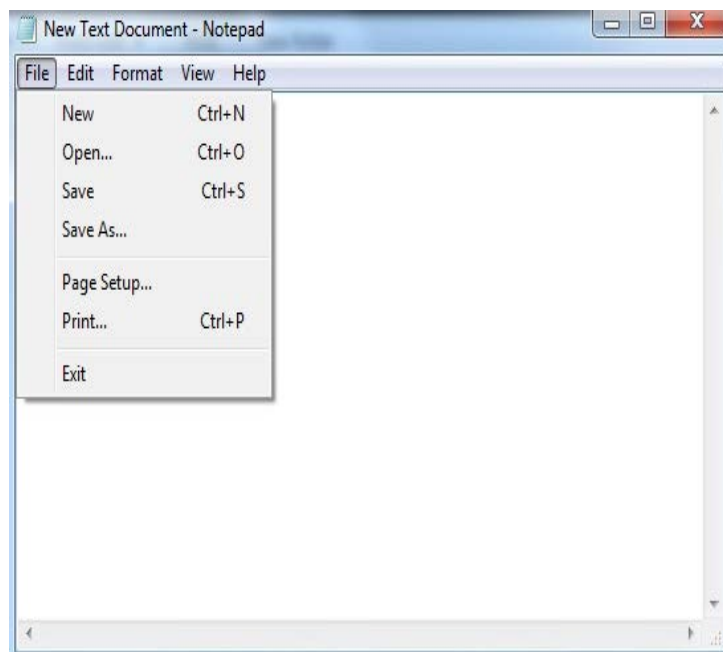 New Text Document - Notepad
File Edit Format View Help
New Ctrl+N
Open... Ctrl+O
Save Ctrl+S
Save As...
Page Setup...
Print... Ctrl+P
Exit